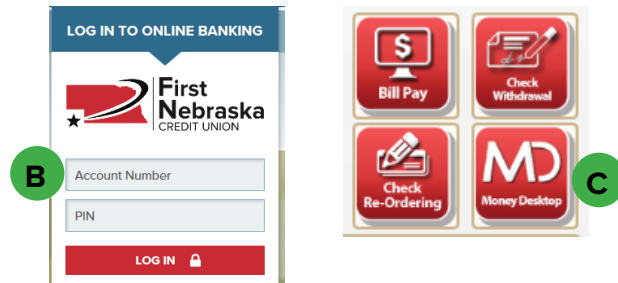 LOG IN TO ONLINE BANKING
First
Nebraska
CREDIT UNION
B
Account Number
PIN
LOG IN
$
Bill Pay
Check
Withdrawal
Check
Re-Ordering
MD
Money Desktop
C